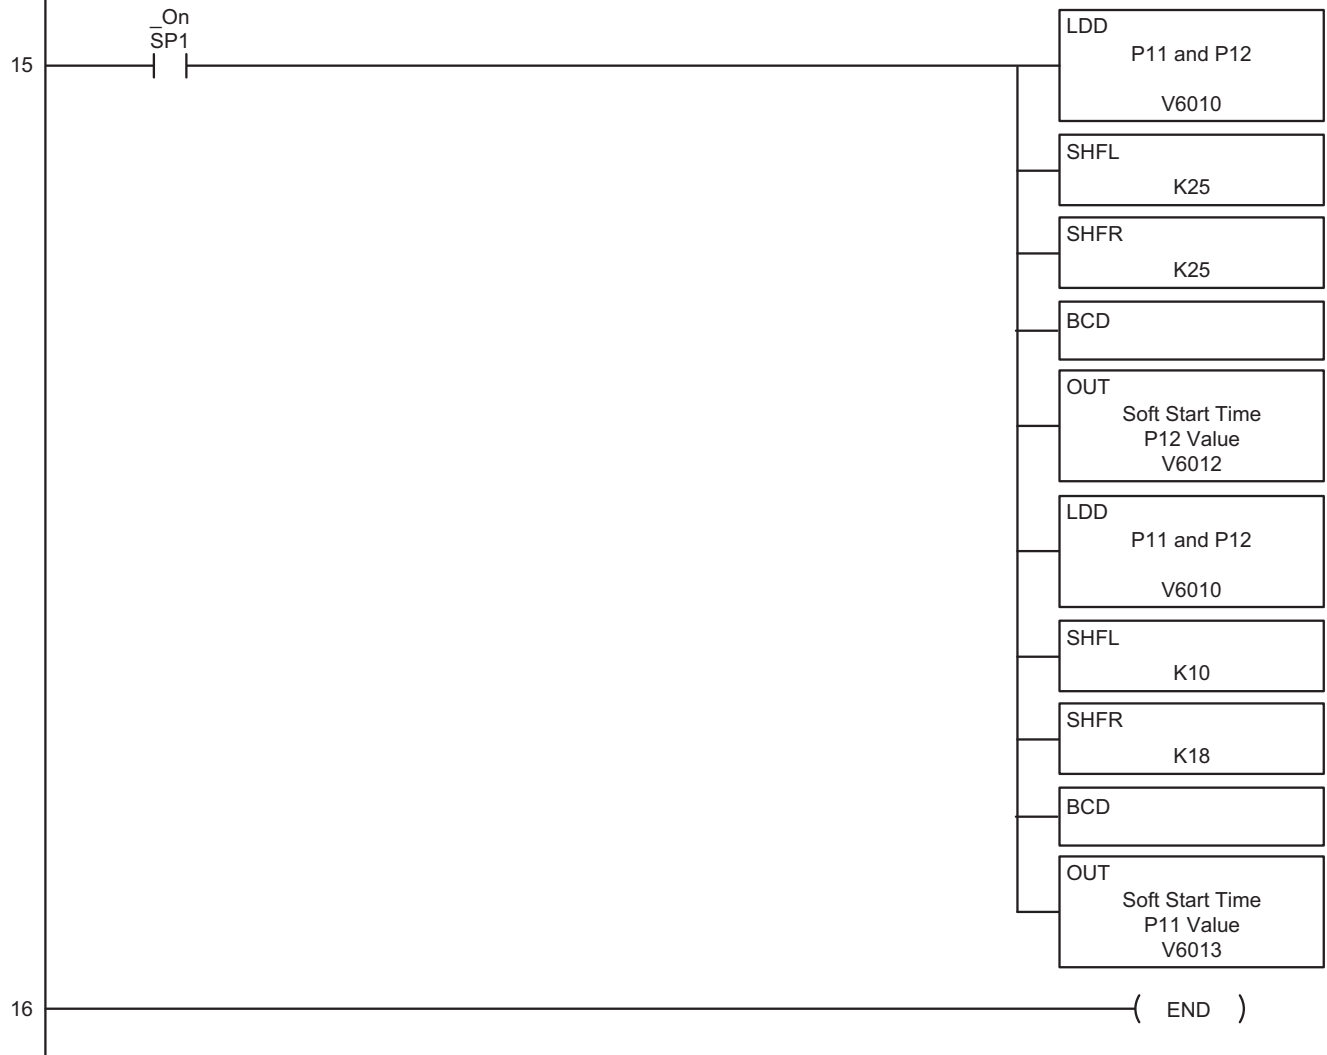 _On
SP1
15
LDD
P11 and P12
V6010
SHFL
K25
SHFR
K25
BCD
OUT
Soft Start Time
P12 Value
V6012
LDD
P11 and P12
V6010
SHFL
K10
SHFR
K18
BCD
OUT
Soft Start Time
P11 Value
V6013
16
( END )